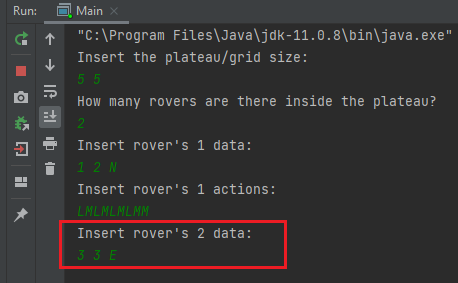 Run: Main
"C:\Program Files\Java\jdk-11.0.8\bin\java.exe"
Insert the plateau/grid size:
5 5
How many rovers are there inside the plateau?
2
Insert rover's 1 data:
1 2 N
Insert rover's 1 actions:
LMLMLMLMM
Insert rover's 2 data:
3 3 E